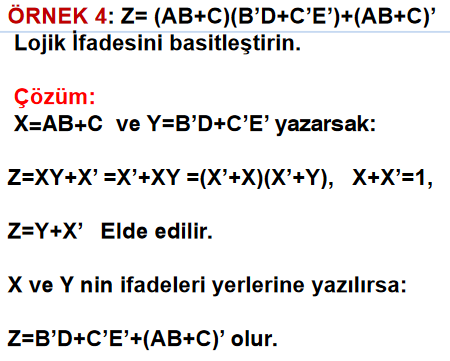 ÖRNEK 4: Z= (AB+C)(B’D+C’E’)+(AB+C)’
Lojik İfadesini basitleştirin.
Çözüm:
X=AB+C ve Y=B’D+C’E’ yazarsak:
Z=XY+X’ =X’+XY =(X’+X)(X’+Y), X+X’=1,
Z=Y+X’ Elde edilir.
X ve Y nin ifadeleri yerlerine yazılırsa:
Z=B’D+C’E’+(AB+C)’ olur.